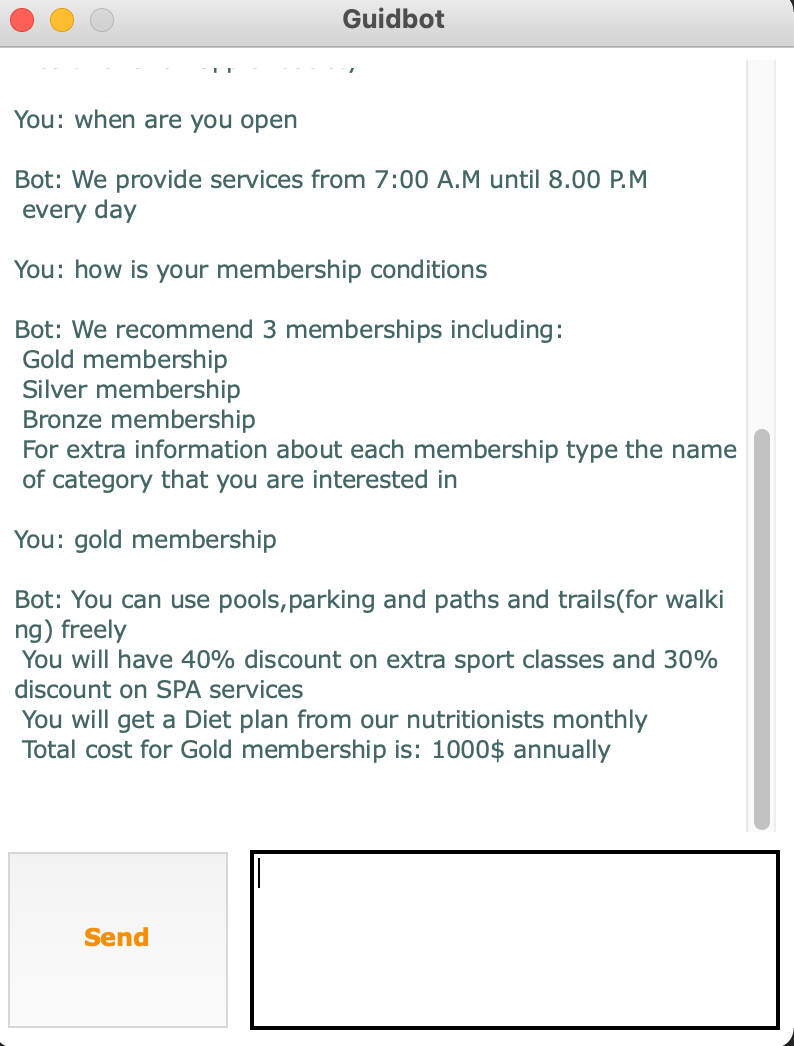 Guidbot
You: when are you open
Bot: We provide services from 7:00 A.M until 8.00 P.M
every day
You: how is your membership conditions
Bot: We recommend 3 memberships including:
Gold membership
Silver membership
Bronze membership
For extra information about each membership type the name
of category that you are interested in
You: gold membership
Bot: You can use pools,parking and paths and trails(for walki
ng) freely
You will have 40% discount on extra sport classes and 30%
discount on SPA services
You will get a Diet plan from our nutritionists monthly
Total cost for Gold membership is: 1000$ annually
Send